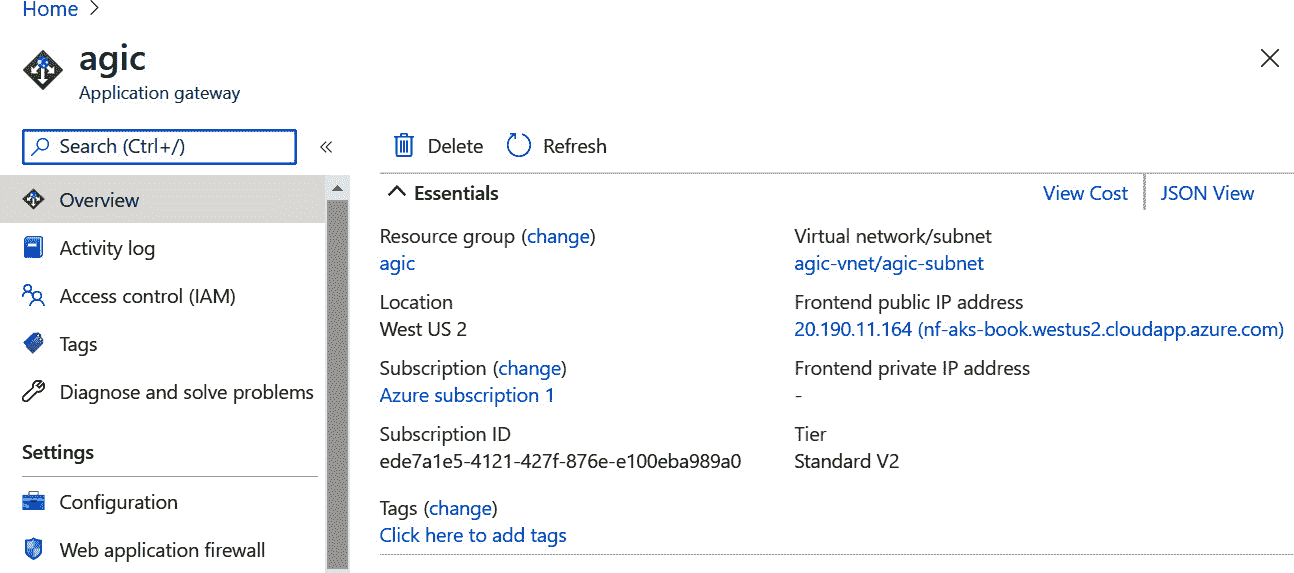 Home >
agic
Application gateway
Search (Ctrl+/)
«
Overview
Activity log
Access control (IAM)
Tags
Diagnose and solve problems
Settings
Configuration
Web application firewall
Delete Refresh
Essentials
View Cost JSON View
Resource group (change)
agic
Location
West US 2
Subscription (change)
Azure subscription 1
Subscription ID
ede7a1e5-4121-427f-876e-e100eba989a0
Tags (change)
Click here to add tags
Virtual network/subnet
agic-vnet/agic-subnet
Frontend public IP address
20.190.11.164 (nf-aks-book.westus2.cloudapp.azure.com)
Frontend private IP address
-
Tier
Standard V2